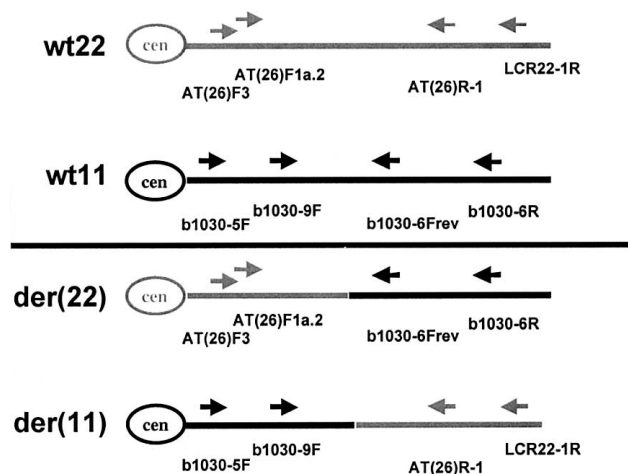 wt22
cen
AT(26)F1a.2
AT(26)F3
AT(26)R-1
LCR22-1R
wt11
cen
b1030-5F
b1030-9F
b1030-6Frev
b1030-6R
der(22)
cen
AT(26)F1a.2
AT(26)F3
b1030-6Frev
b1030-6R
der(11)
cen
b1030-5F
b1030-9F
AT(26)R-1
LCR22-1R